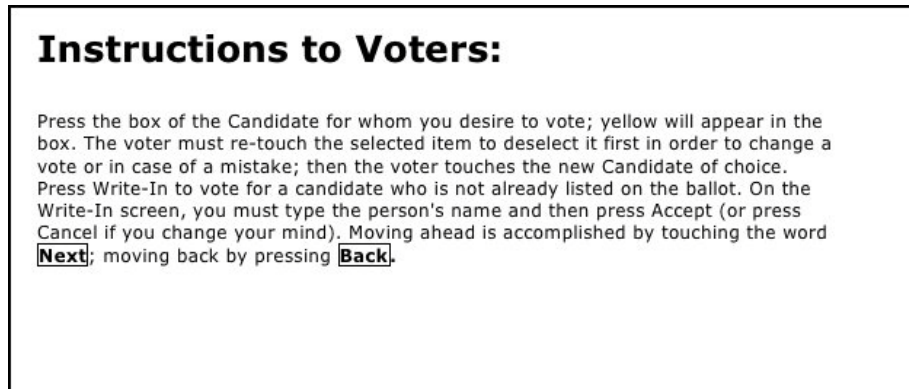 Instructions to Voters:
Press the box of the Candidate for whom you desire to vote; yellow will appear in the
box. The voter must re-touch the selected item to deselect it first in order to change a
vote or in case of a mistake; then the voter touches the new Candidate of choice.
Press Write-In to vote for a candidate who is not already listed on the ballot. On the
Write-In screen, you must type the person's name and then press Accept (or press
Cancel if you change your mind). Moving ahead is accomplished by touching the word
Next; moving back by pressing Back.